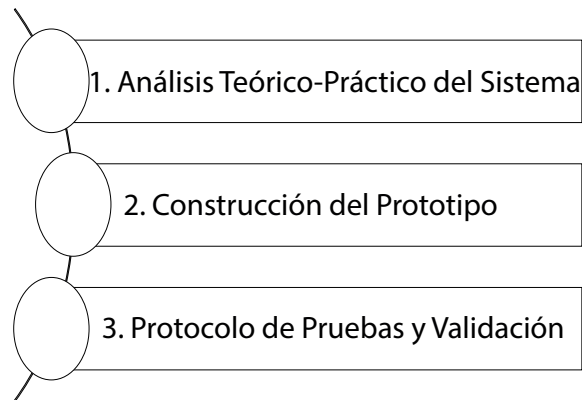 1. Análisis Teórico-Práctico del Sistema
2. Construcción del Prototipo
3. Protocolo de Pruebas y Validación